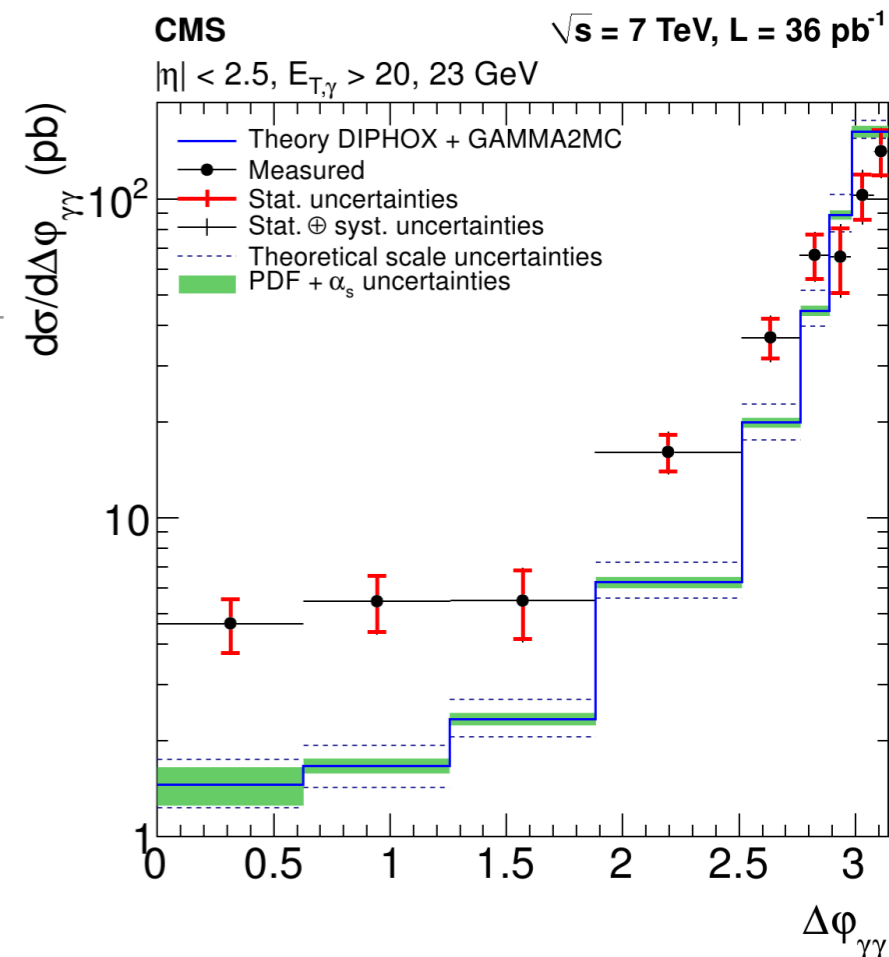 CMS √s = 7 TeV, L = 36 pb⁻¹
|η| < 2.5, E_T,γ > 20, 23 GeV
dσ/dΔφ_γγ (pb)
Theory DIPHOX + GAMMA2MC
Measured
Stat. uncertainties
Stat. ⊕ syst. uncertainties
Theoretical scale uncertainties
PDF + α_s uncertainties
10²
10
1
0 0.5 1 1.5 2 2.5 3
Δφ_γγ